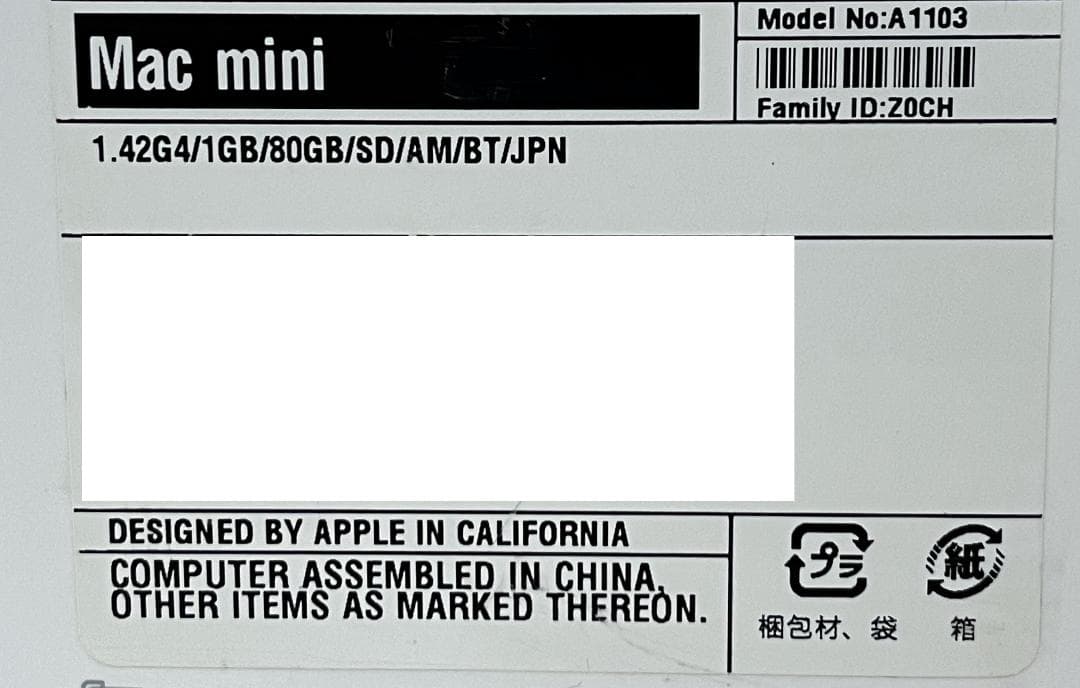 Mac mini
Model No:A1103
Family ID:Z0CH
1.42G4/1GB/80GB/SD/AM/BT/JPN
DESIGNED BY APPLE IN CALIFORNIA
COMPUTER ASSEMBLED IN CHINA,
OTHER ITEMS AS MARKED THEREON.
プラ
紙
梱包材、袋
箱